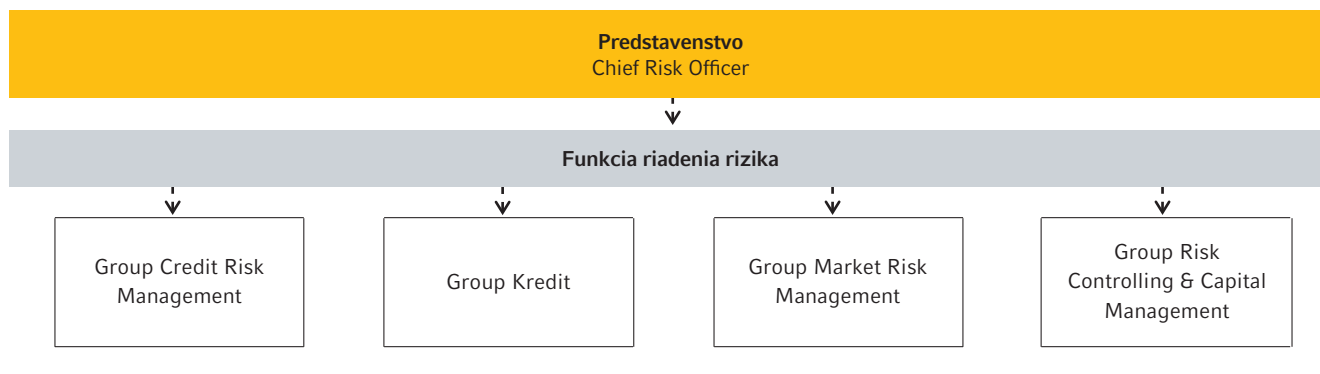 Predstavenstvo
Chief Risk Officer
Funkcia riadenia rizika
Group Credit Risk
Management
Group Kredit
Group Market Risk
Management
Group Risk
Controlling & Capital
Management